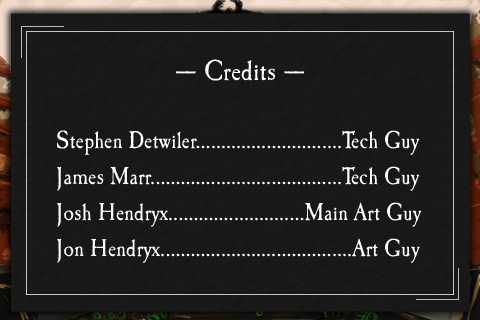 — Credits —
Stephen Detwiler..............................Tech Guy
James Marr.......................................Tech Guy
Josh Hendryx............................Main Art Guy
Jon Hendryx.......................................Art Guy